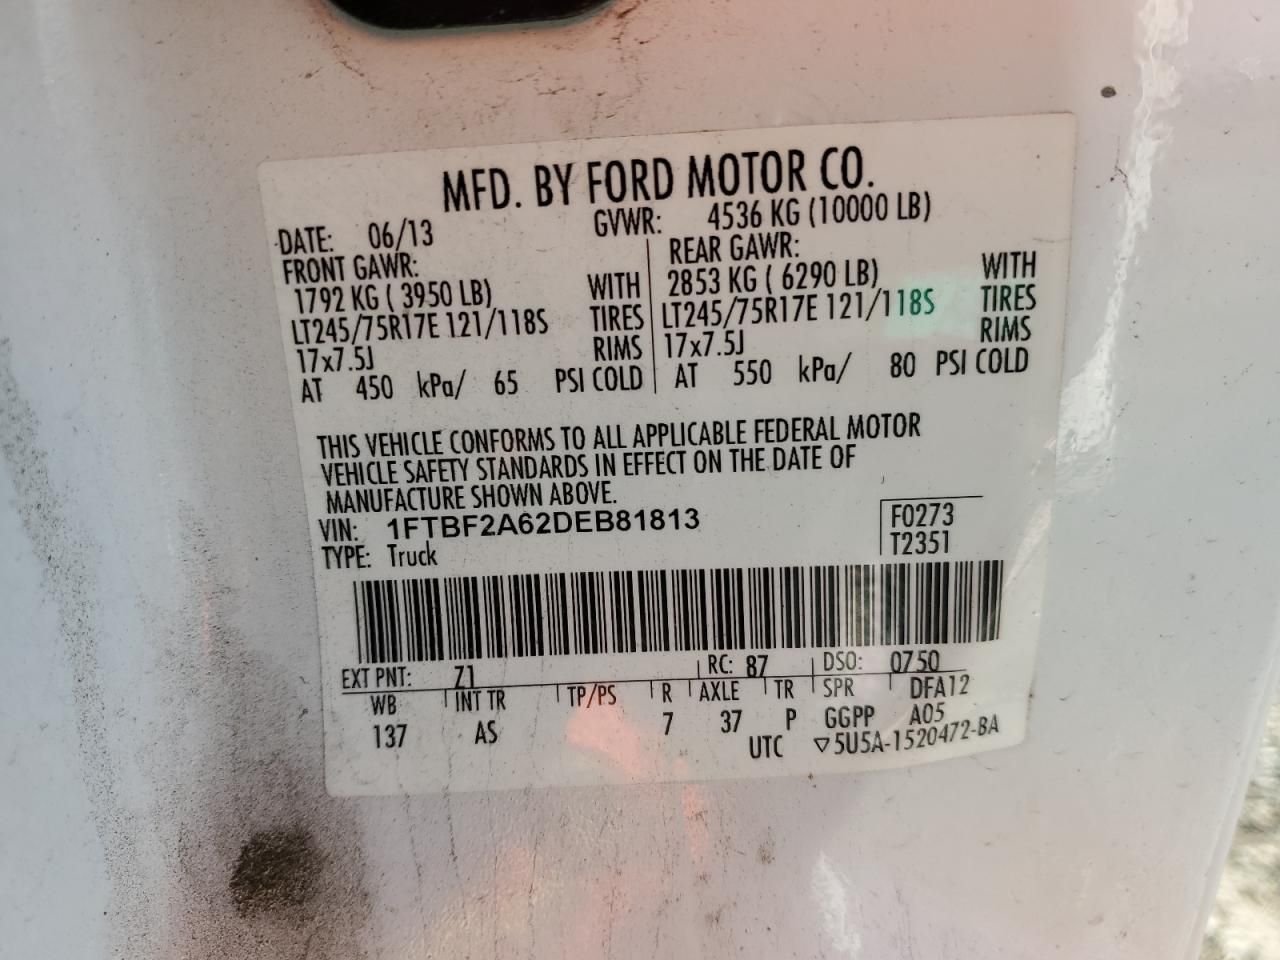 MFD. BY FORD MOTOR CO.
DATE: 06/13 GVWR: 4536 KG (10000 LB)
FRONT GAWR: REAR GAWR:
1792 KG ( 3950 LB) WITH 2853 KG ( 6290 LB) WITH
LT245/75R17E 121/118S TIRES LT245/75R17E 121/118S TIRES
17x7.5J RIMS 17x7.5J RIMS
AT 450 kPa/ 65 PSI COLD AT 550 kPa/ 80 PSI COLD
THIS VEHICLE CONFORMS TO ALL APPLICABLE FEDERAL MOTOR
VEHICLE SAFETY STANDARDS IN EFFECT ON THE DATE OF
MANUFACTURE SHOWN ABOVE.
VIN: 1FTBF2A62DEB81813 F0273
TYPE: Truck T2351
EXT PNT: Z1 RC: 87 DSO: 0750
WB INT TR TP/PS R AXLE TR SPR DFA12
137 AS 7 37 P GGPP A05
UTC ▽5U5A-1520472-BA